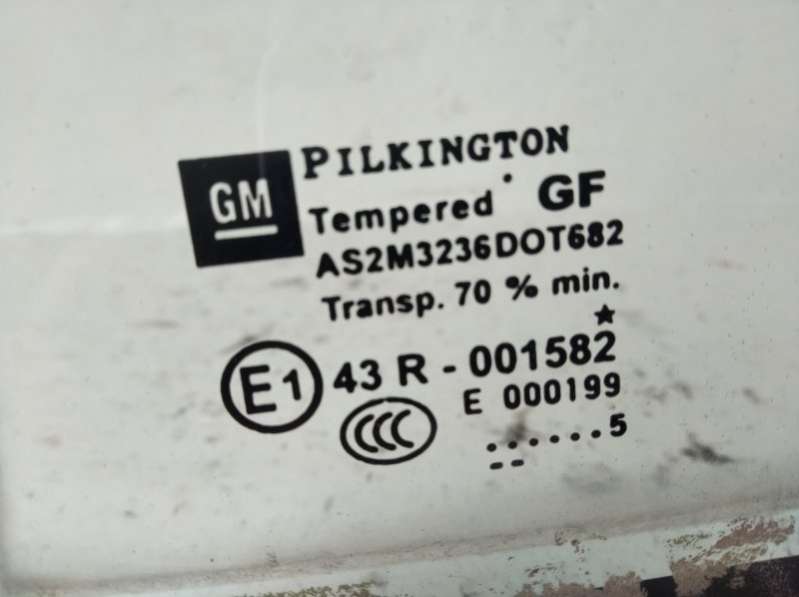 GM
PILKINGTON
Tempered GF
AS2M3236DOT682
Transp. 70 % min.
E1 43 R - 001582
CCC E 000199
......5